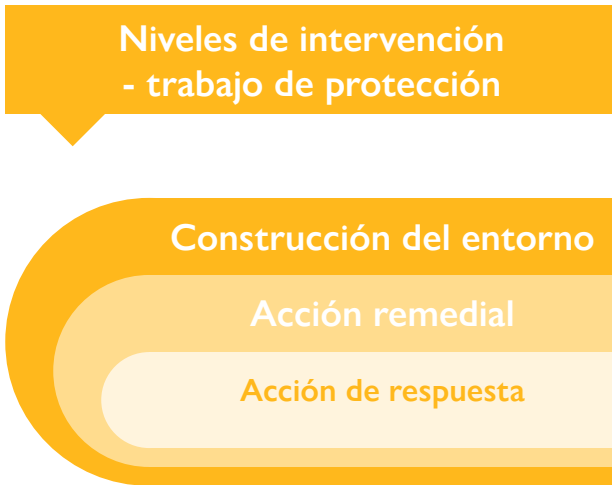 Niveles de intervención
- trabajo de protección
Construcción del entorno
Acción remedial
Acción de respuesta